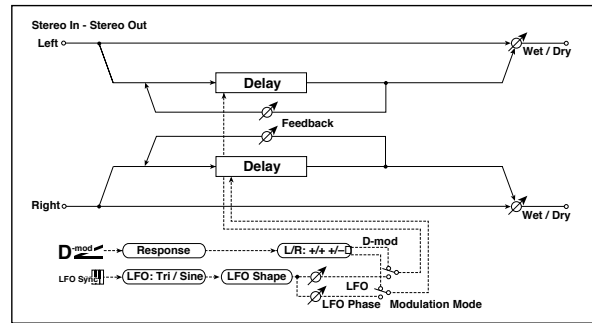 Stereo In - Stereo Out
Left
Wet / Dry
Delay
Feedback
Delay
Right
Wet / Dry
D-mod
Response
L/R: +/+ +/–
D-mod
LFO Sync
LFO: Tri / Sine
LFO Shape
LFO
LFO Phase
Modulation Mode